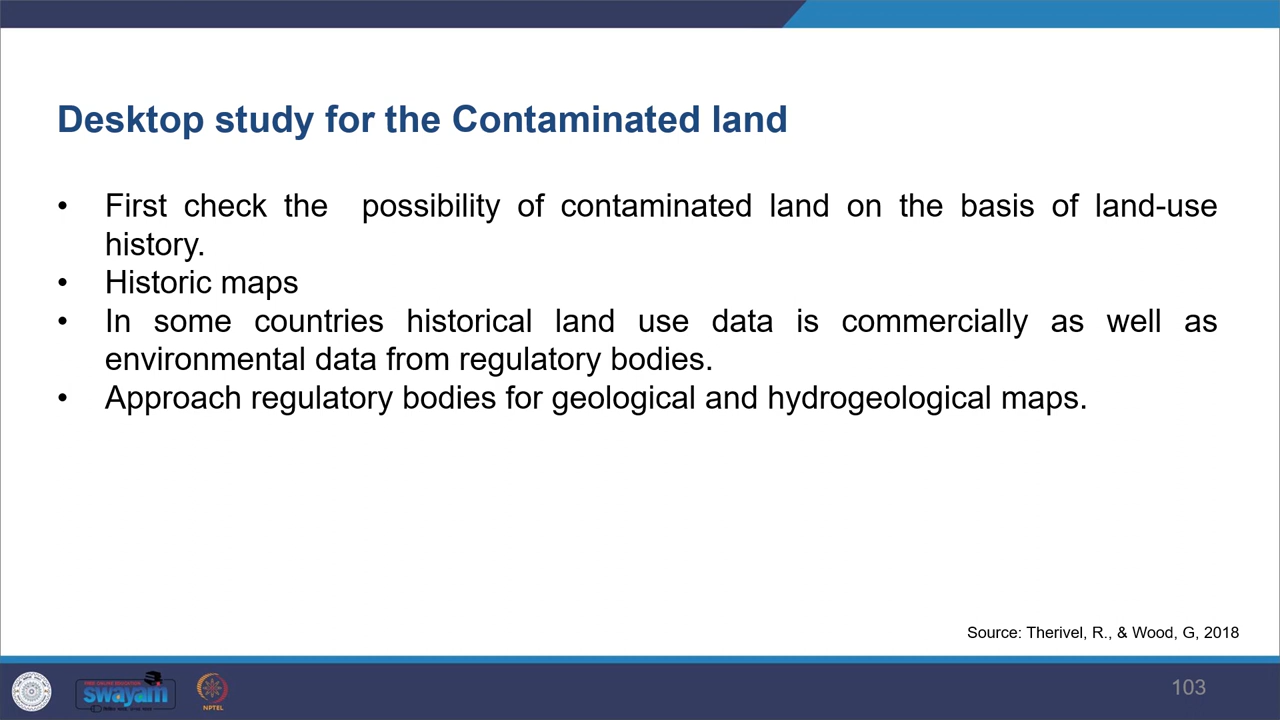 Desktop study for the Contaminated land
• First check the possibility of contaminated land on the basis of land-use
history.
• Historic maps
• In some countries historical land use data is commercially as well as
environmental data from regulatory bodies.
• Approach regulatory bodies for geological and hydrogeological maps.
Source: Therivel, R., & Wood, G, 2018
swayam
NPTEL
103